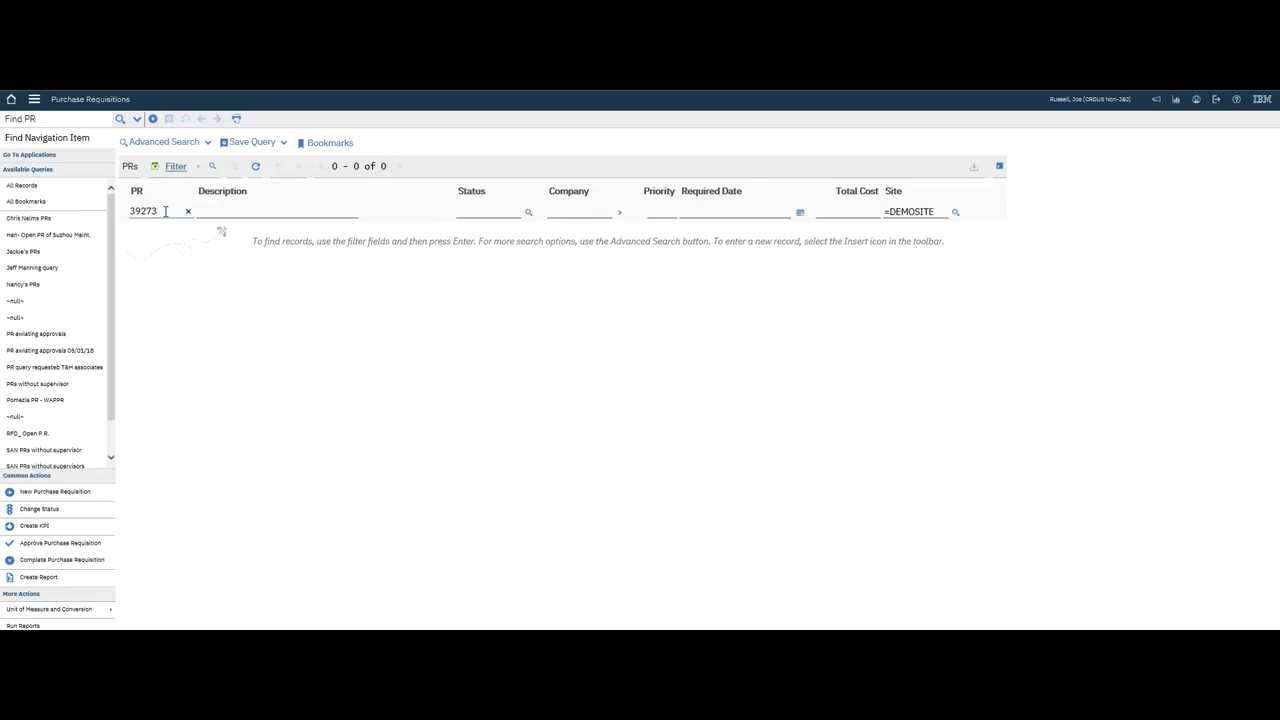 Purchase Requisitions
Russell, Joe [ORDUS Non-J&J]
IBM
Find PR
Find Navigation Item
Go To Applications
Available Queries
All Records
All Bookmarks
Chris Nelms PRs
Han- Open PR of Suzhou Maint.
Jackie's PRs
Jeff Manning query
Nancy's PRs
~null~
~null~
PR awiating approvals
PR awiating approvals 05/01/18
PR query requesteb T&M associates
PRs without supervisor
Pomezia PR - WAPPR
~null~
RFD_ Open P.R.
SAN PRs without supervisor
SAN PRs without supervisors
Common Actions
New Purchase Requisition
Change Status
Create KPI
Approve Purchase Requisition
Complete Purchase Requisition
Create Report
More Actions
Unit of Measure and Conversion
Run Reports
Advanced Search
Save Query
Bookmarks
PRs
Filter
0 - 0 of 0
PR Description Status Company Priority Required Date Total Cost Site
39273 =DEMOSITE
To find records, use the filter fields and then press Enter. For more search options, use the Advanced Search button. To enter a new record, select the Insert icon in the toolbar.